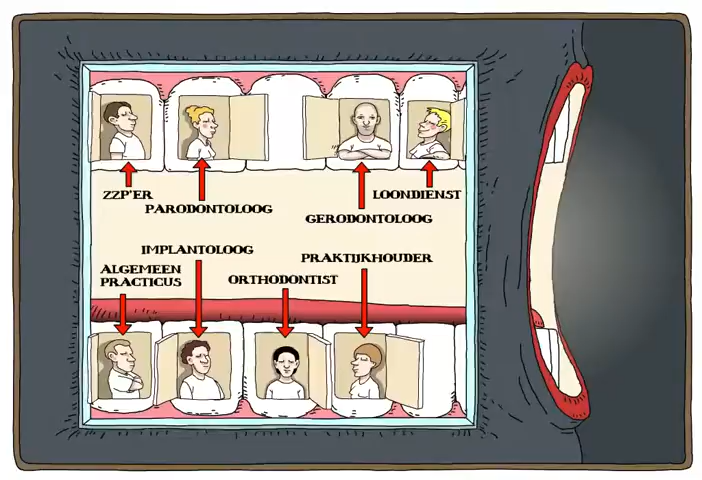 ZZP'ER
PARODONTOLOOG
GERODONTOLOOG
LOONDIENST
ALGEMEEN
PRACTICUS
IMPLANTOLOOG
ORTHODONTIST
PRAKTIJKHOUDER